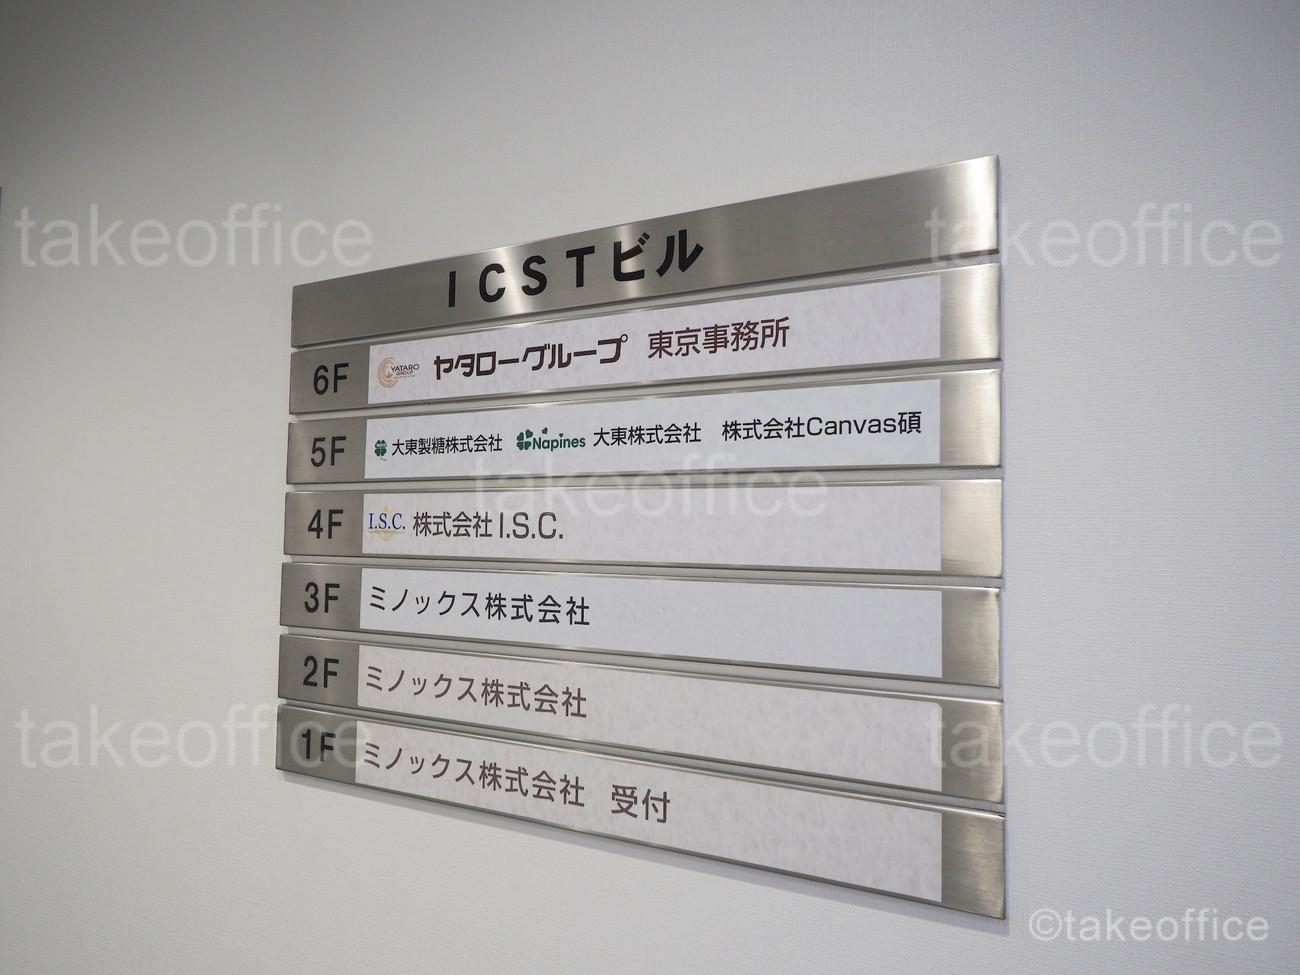 ICSTビル
6F YATARO GROUP ヤタローグループ 東京事務所
5F 大東製糖株式会社 Napines 大東株式会社 株式会社Canvas碩
4F I.S.C. 株式会社 I.S.C.
3F ミノックス株式会社
2F ミノックス株式会社
1F ミノックス株式会社 受付
takeoffice
takeoffice
takeoffice
takeoffice
takeoffice
©takeoffice